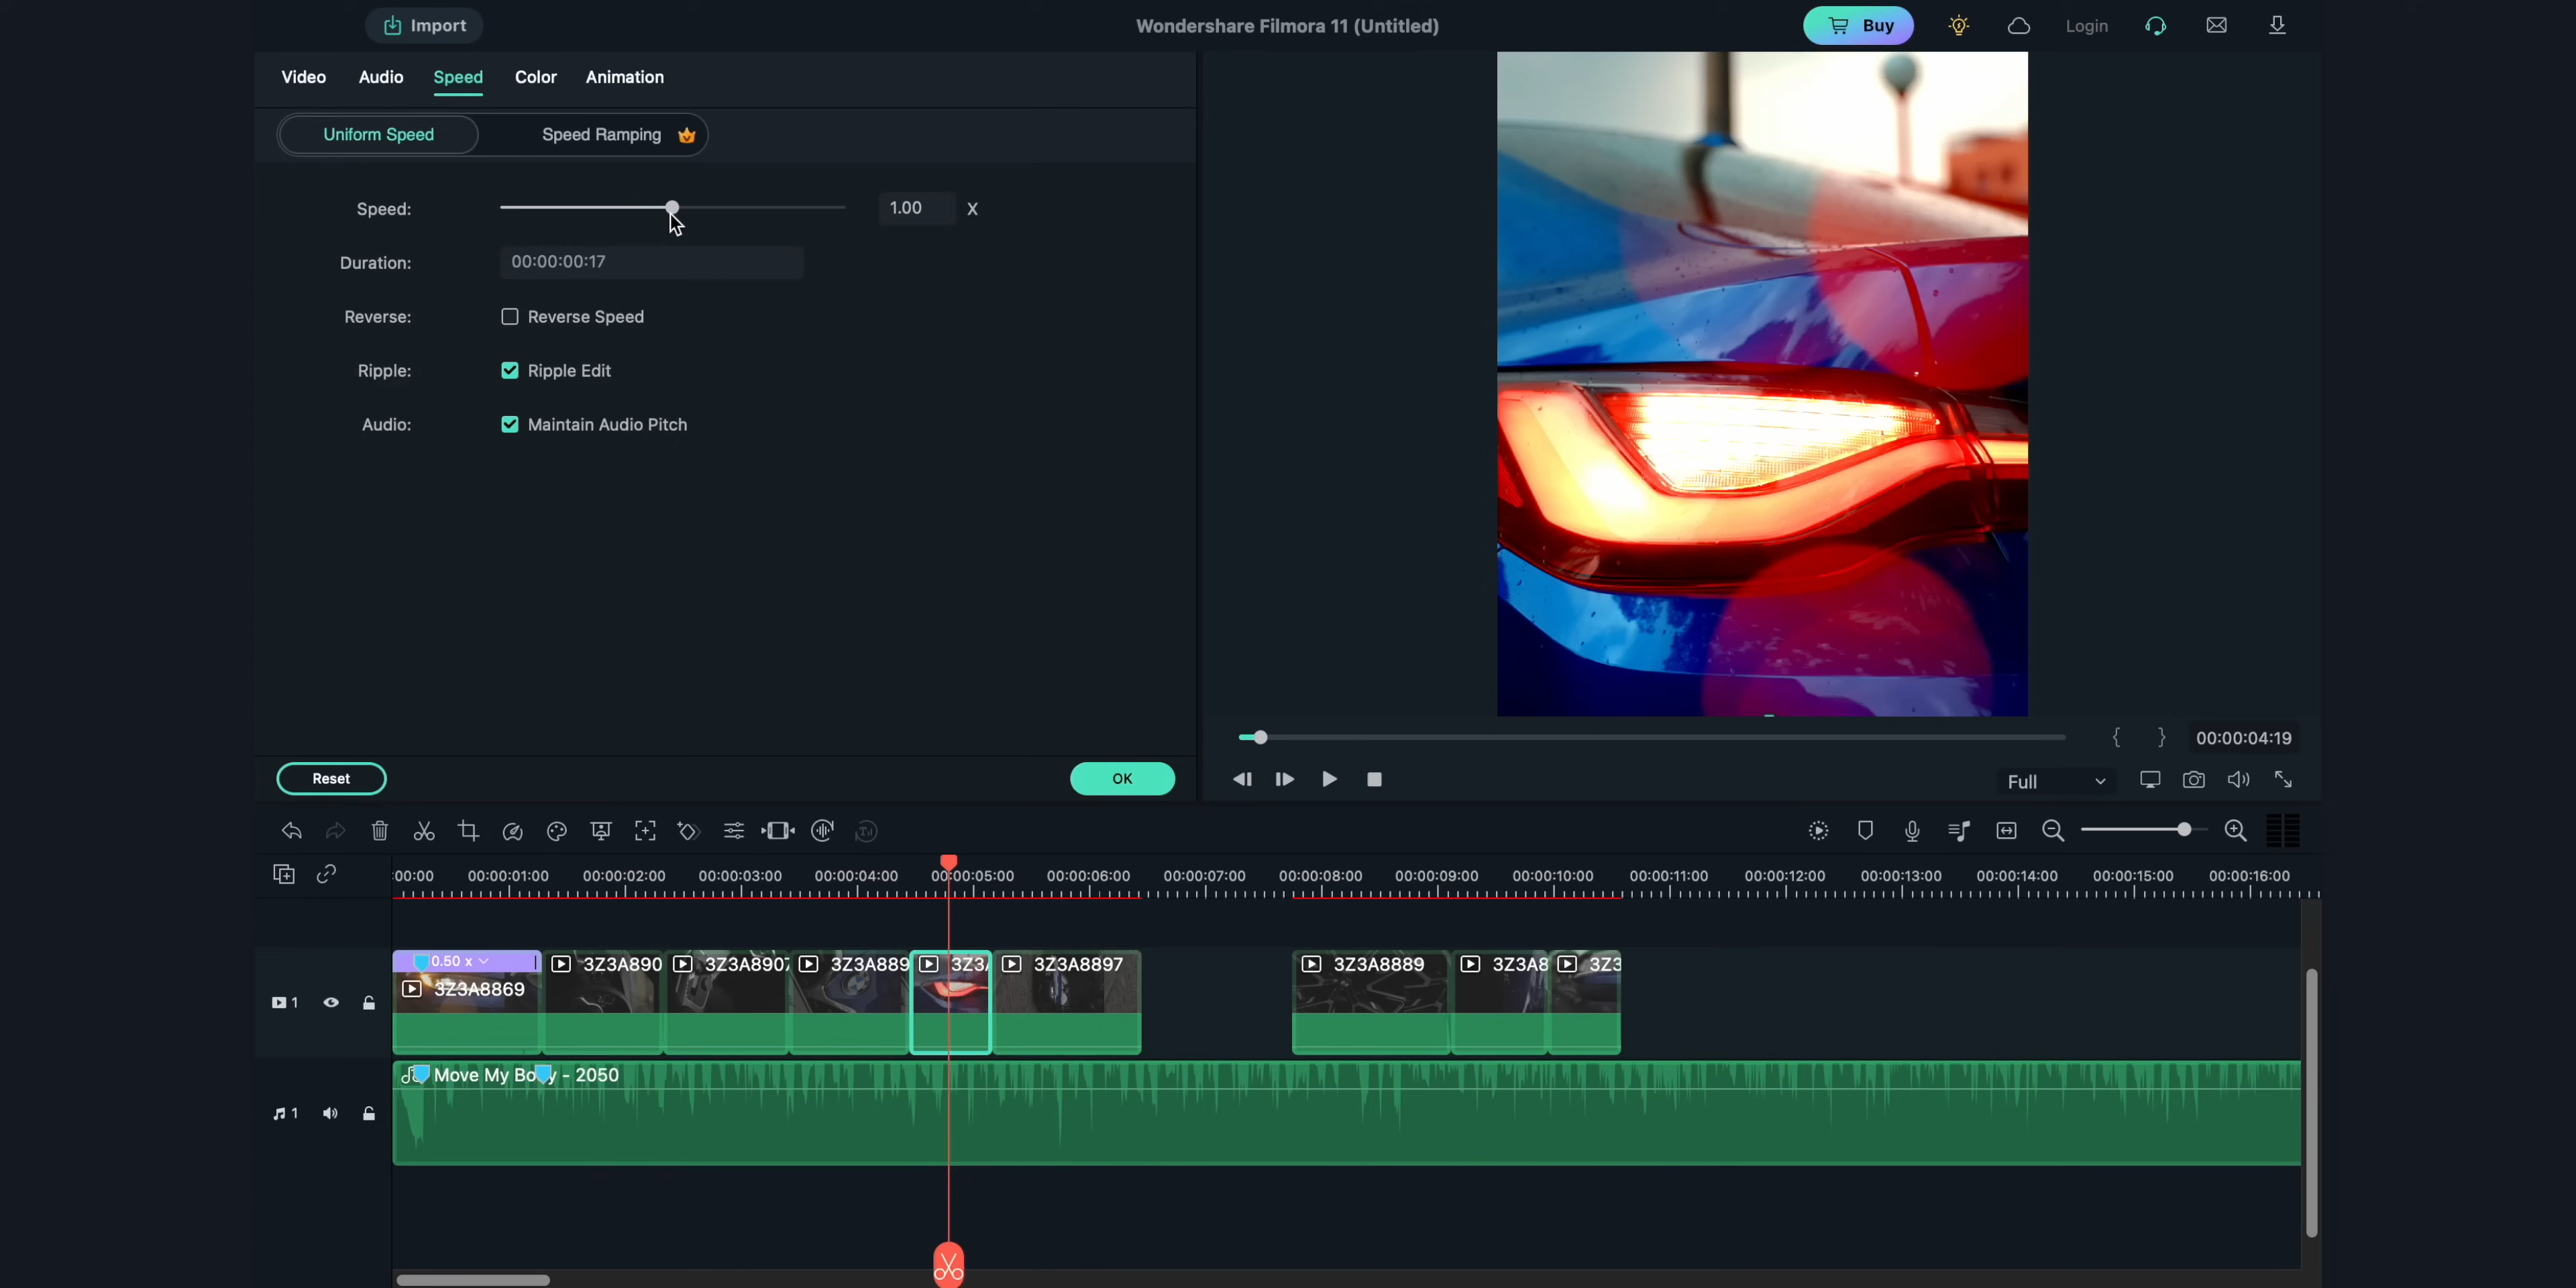 Import
Wondershare Filmora 11 (Untitled)
Buy
Login
Video Audio Speed Color Animation
Uniform Speed Speed Ramping
Speed: 1.00 X
Duration: 00:00:00:17
Reverse: Reverse Speed
Ripple: Ripple Edit
Audio: Maintain Audio Pitch
{ } 00:00:04:19
Reset OK
Full
:00:00 00:00:01:00 00:00:02:00 00:00:03:00 00:00:04:00 00:00:05:00 00:00:06:00 00:00:07:00 00:00:08:00 00:00:09:00 00:00:10:00 00:00:11:00 00:00:12:00 00:00:13:00 00:00:14:00 00:00:15:00 00:00:16:00
0.50 x
3Z3A8869
3Z3A890 3Z3A890 3Z3A889 3Z3 3Z3A8897 3Z3A8889 3Z3A8 3Z3
1
Move My Body - 2050
1